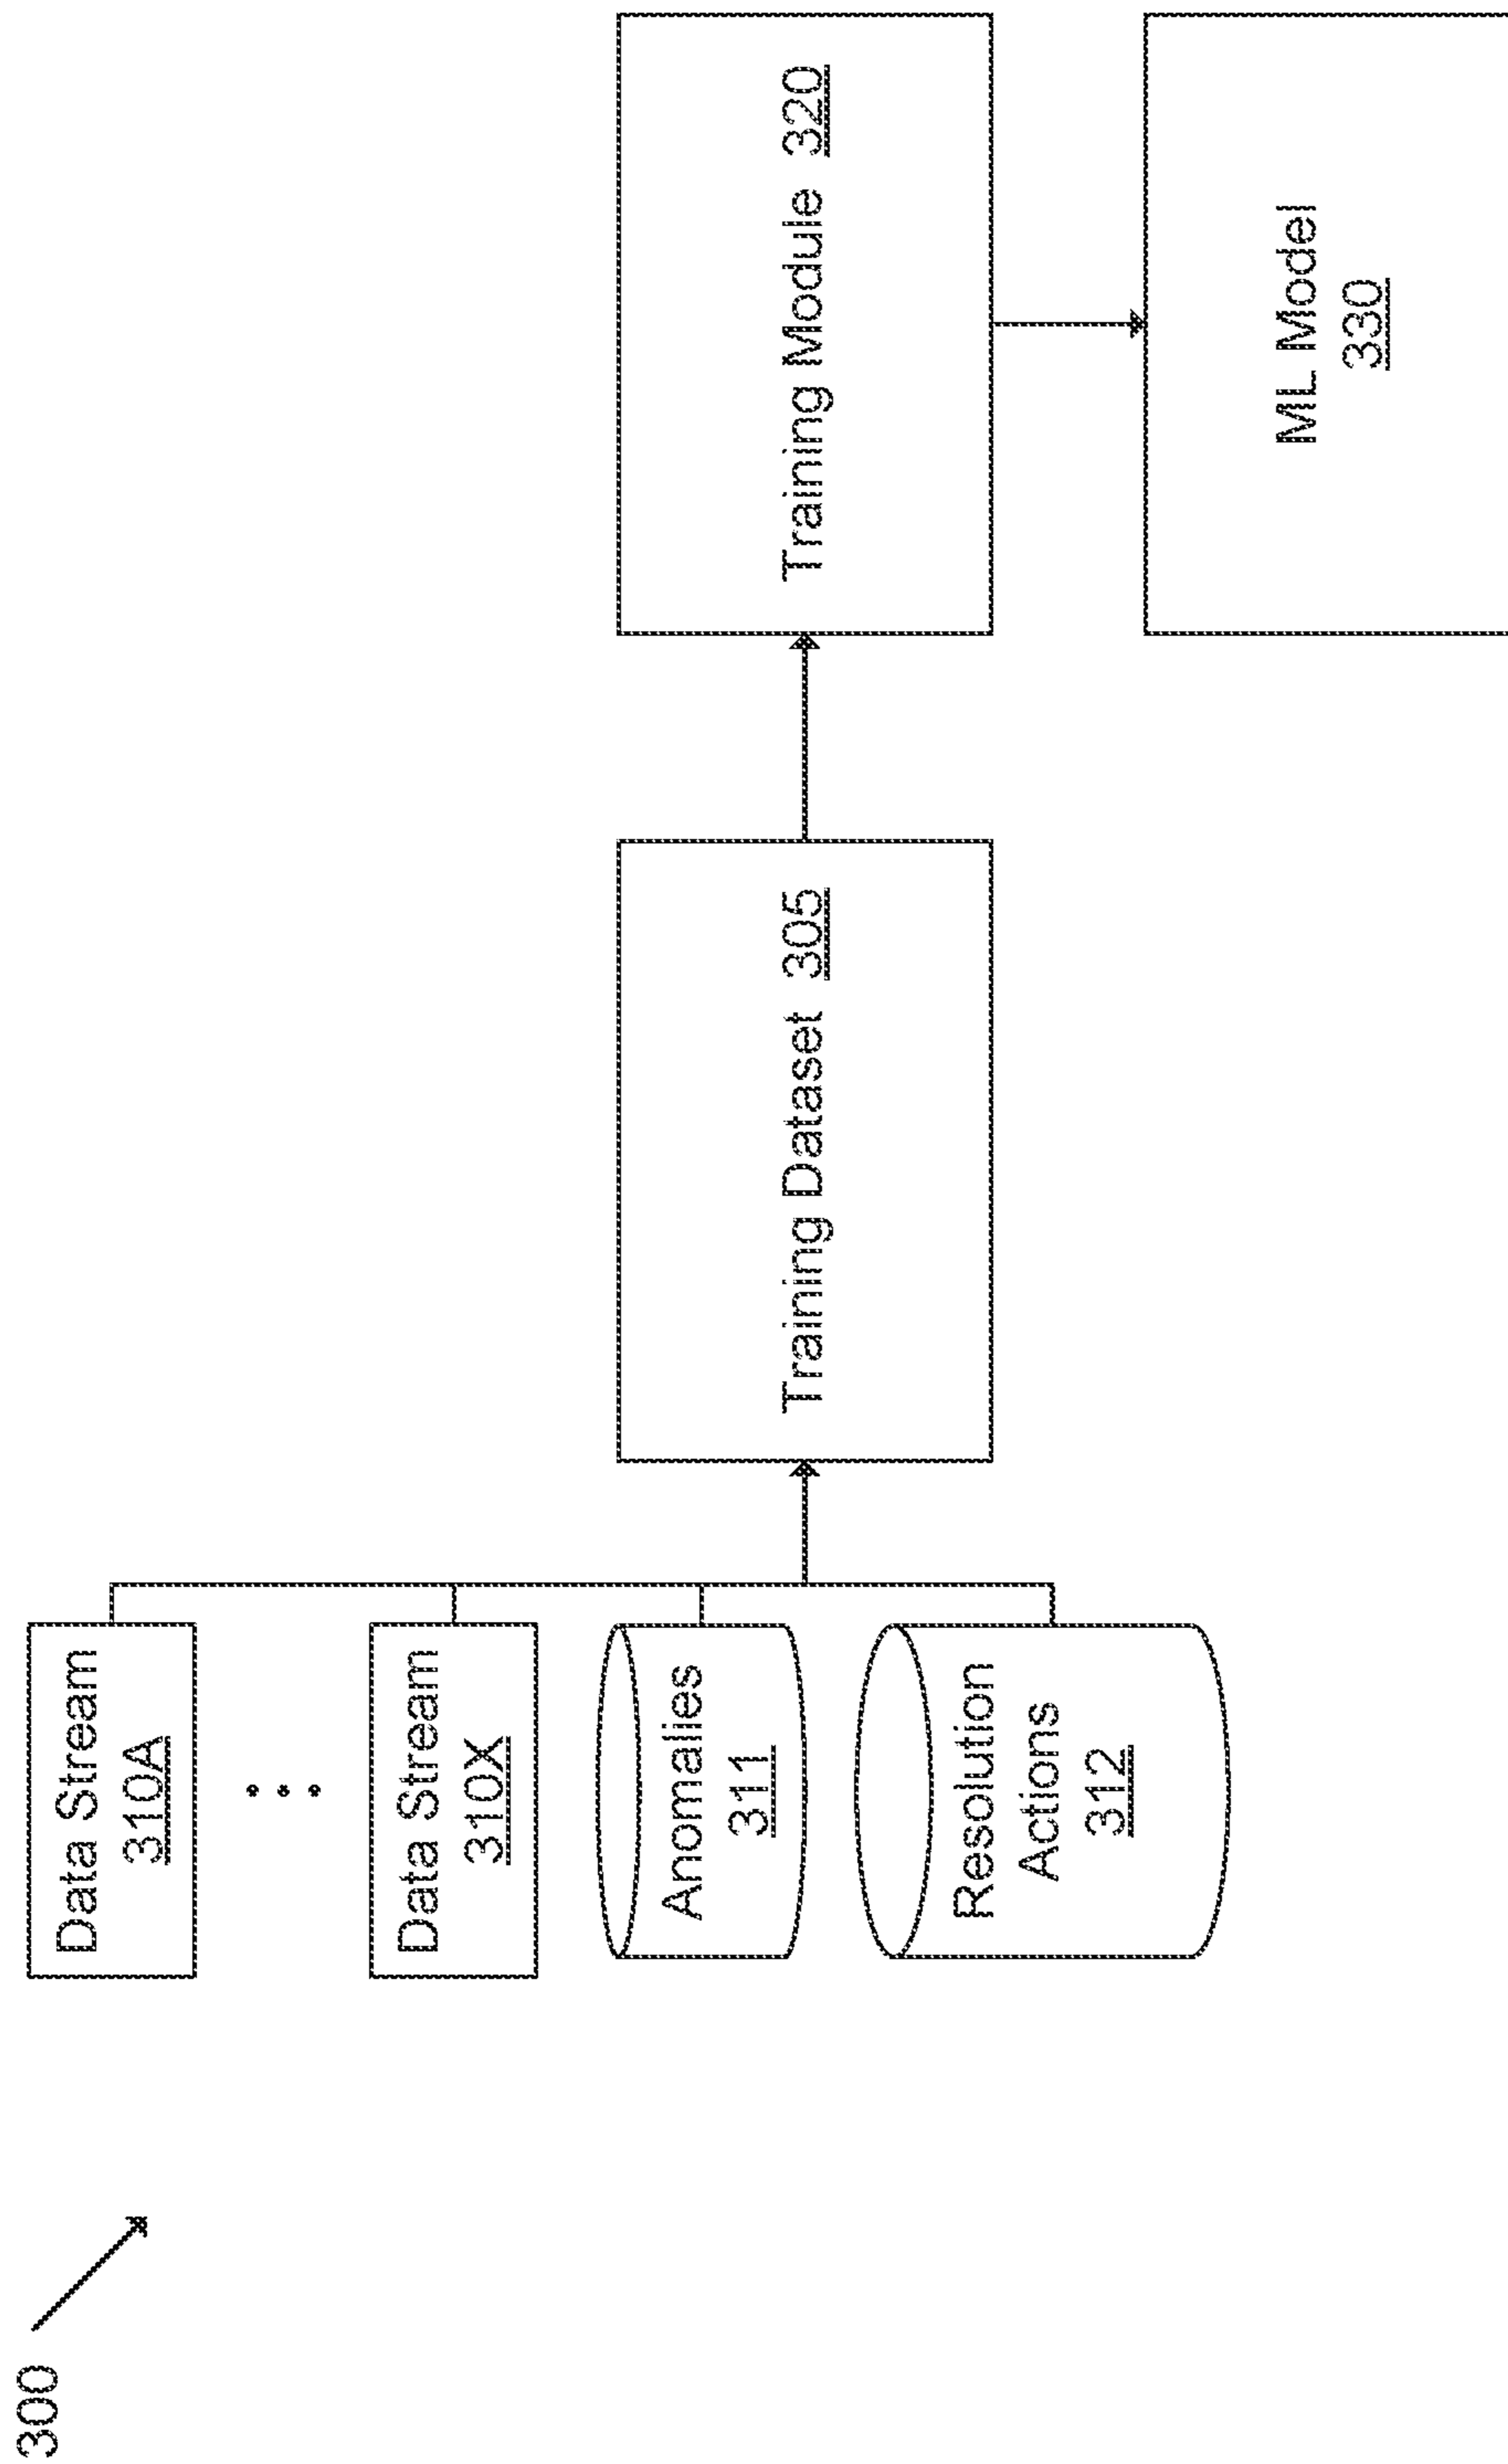 300
Data Stream
310A
Data Stream
310X
Anomalies
311
Resolution
Actions
312
Training Dataset 305
Training Module 320
ML Model
330